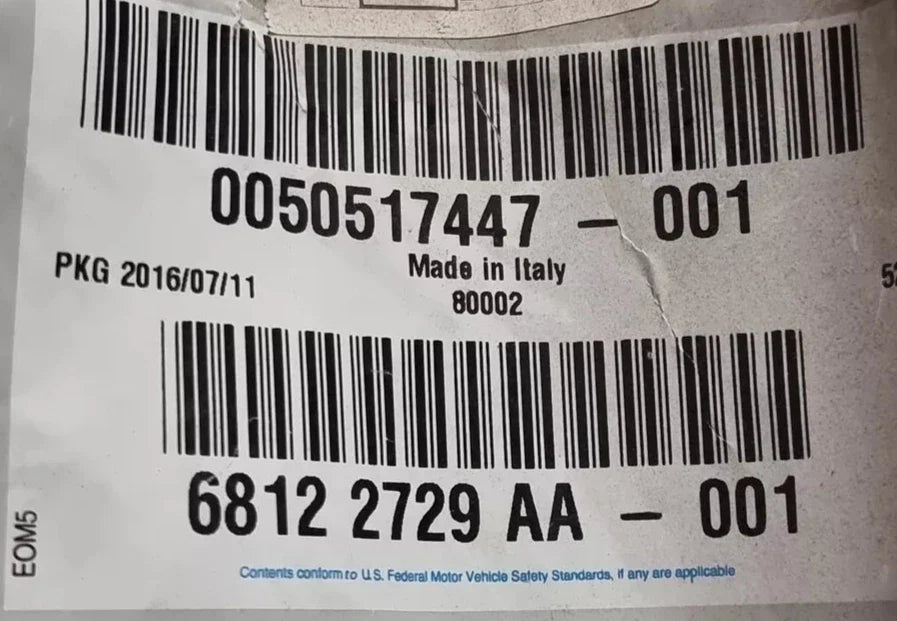 0050517447 – 001
Made in Italy
PKG 2016/07/11
80002
6812 2729 AA – 001
EOM5
Contents conform to U.S. Federal Motor Vehicle Safety Standards, if any are applicable